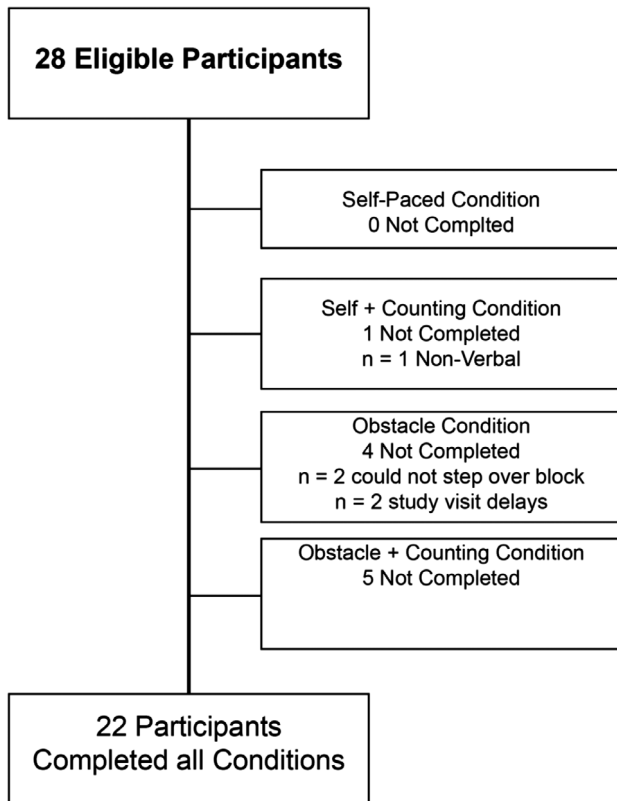 28 Eligible Participants
Self-Paced Condition
0 Not Complted
Self + Counting Condition
1 Not Completed
n = 1 Non-Verbal
Obstacle Condition
4 Not Completed
n = 2 could not step over block
n = 2 study visit delays
Obstacle + Counting Condition
5 Not Completed
22 Participants
Completed all Conditions